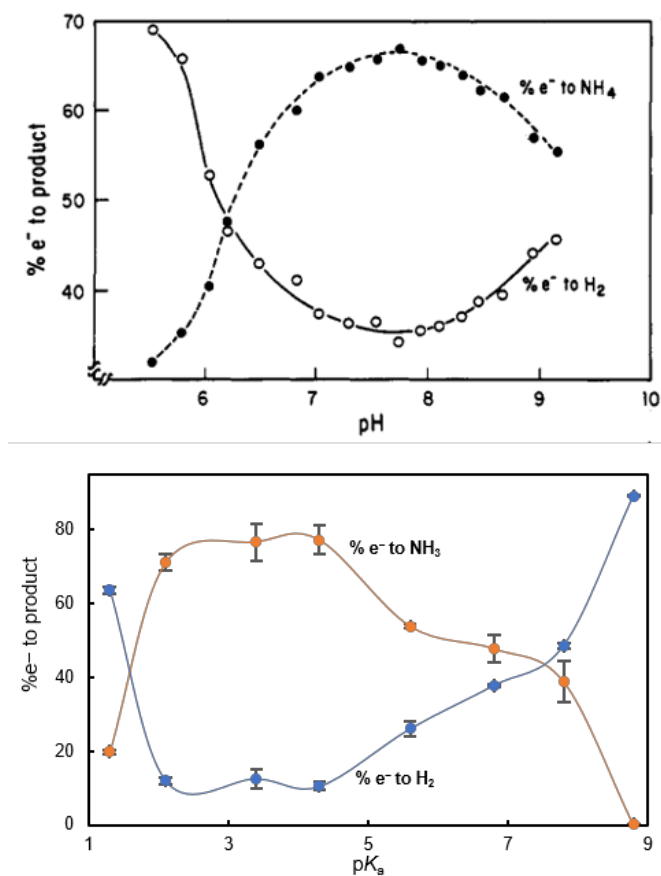 70
60
50
40
% e⁻ to product
% e⁻ to NH₄
% e⁻ to H₂
6 7 8 9 10
pH
80
60
40
20
0
%e– to product
% e⁻ to NH₃
% e⁻ to H₂
1 3 5 7 9
pKₐ